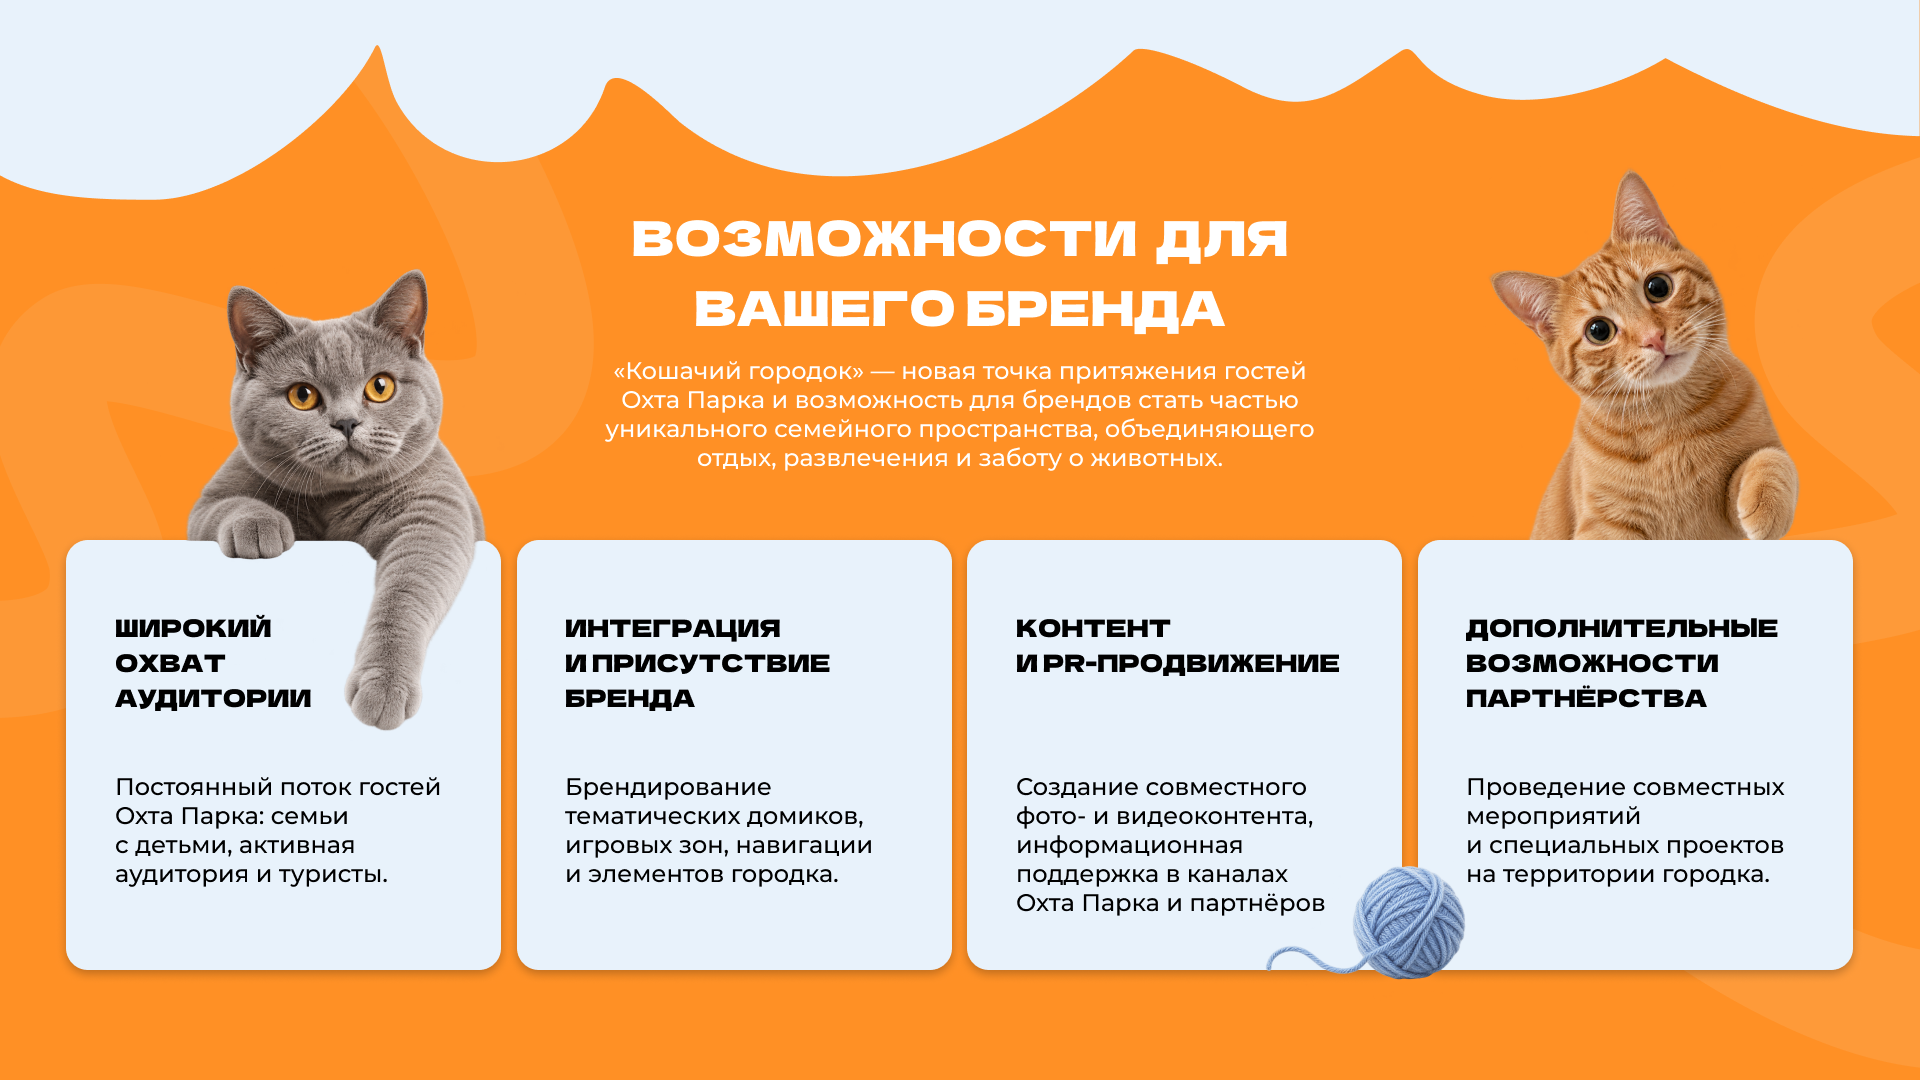 ВОЗМОЖНОСТИ ДЛЯ
ВАШЕГО БРЕНДА
«Кошачий городок» — новая точка притяжения гостей
Охта Парка и возможность для брендов стать частью
уникального семейного пространства, объединяющего
отдых, развлечения и заботу о животных.
ШИРОКИЙ
ОХВАТ
АУДИТОРИИ
Постоянный поток гостей
Охта Парка: семьи
с детьми, активная
аудитория и туристы.
ИНТЕГРАЦИЯ
И ПРИСУТСТВИЕ
БРЕНДА
Брендирование
тематических домиков,
игровых зон, навигации
и элементов городка.
КОНТЕНТ
И PR-ПРОДВИЖЕНИЕ
Создание совместного
фото- и видеоконтента,
информационная
поддержка в каналах
Охта Парка и партнёров
ДОПОЛНИТЕЛЬНЫЕ
ВОЗМОЖНОСТИ
ПАРТНЁРСТВА
Проведение совместных
мероприятий
и специальных проектов
на территории городка.